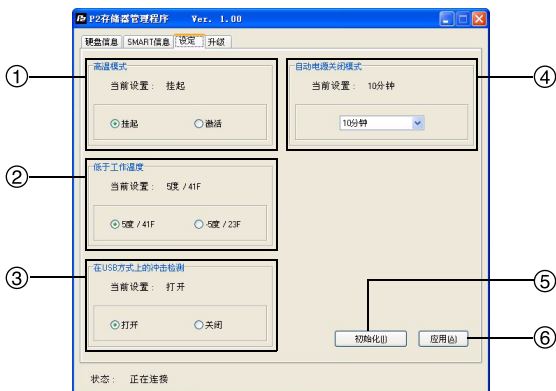 P2存储器管理程序 Ver. 1.00
硬盘信息 SMART信息 设定 升级
① 高温模式
当前设置： 挂起
挂起 激活
② 低于工作温度
当前设置： 5度 / 41F
5度 / 41F -5度 / 23F
③ 在USB方式上的冲击检测
当前设置： 打开
打开 关闭
④ 自动电源关闭模式
当前设置： 10分钟
10分钟
⑤ 初始化(I)
⑥ 应用(A)
状态： 正在连接